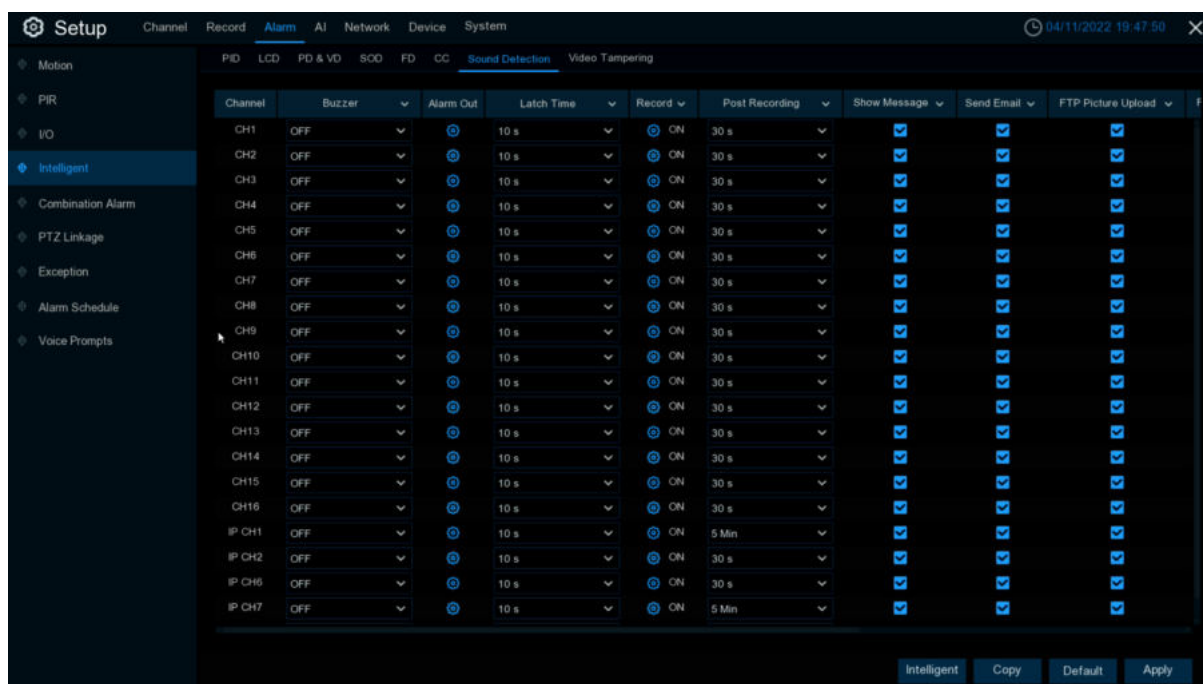 Setup Channel Record Alarm AI Network Device System 04/11/2022 19:47:50
PID LCD PD & VD SOD FD CC Sound Detection Video Tampering
Motion
PIR
I/O
Intelligent
Combination Alarm
PTZ Linkage
Exception
Alarm Schedule
Voice Prompts
Channel Buzzer Alarm Out Latch Time Record Post Recording Show Message Send Email FTP Picture Upload F
CH1 OFF 10 s ON 30 s
CH2 OFF 10 s ON 30 s
CH3 OFF 10 s ON 30 s
CH4 OFF 10 s ON 30 s
CH5 OFF 10 s ON 30 s
CH6 OFF 10 s ON 30 s
CH7 OFF 10 s ON 30 s
CH8 OFF 10 s ON 30 s
CH9 OFF 10 s ON 30 s
CH10 OFF 10 s ON 30 s
CH11 OFF 10 s ON 30 s
CH12 OFF 10 s ON 30 s
CH13 OFF 10 s ON 30 s
CH14 OFF 10 s ON 30 s
CH15 OFF 10 s ON 30 s
CH16 OFF 10 s ON 30 s
IP CH1 OFF 10 s ON 5 Min
IP CH2 OFF 10 s ON 30 s
IP CH6 OFF 10 s ON 30 s
IP CH7 OFF 10 s ON 5 Min
Intelligent Copy Default Apply